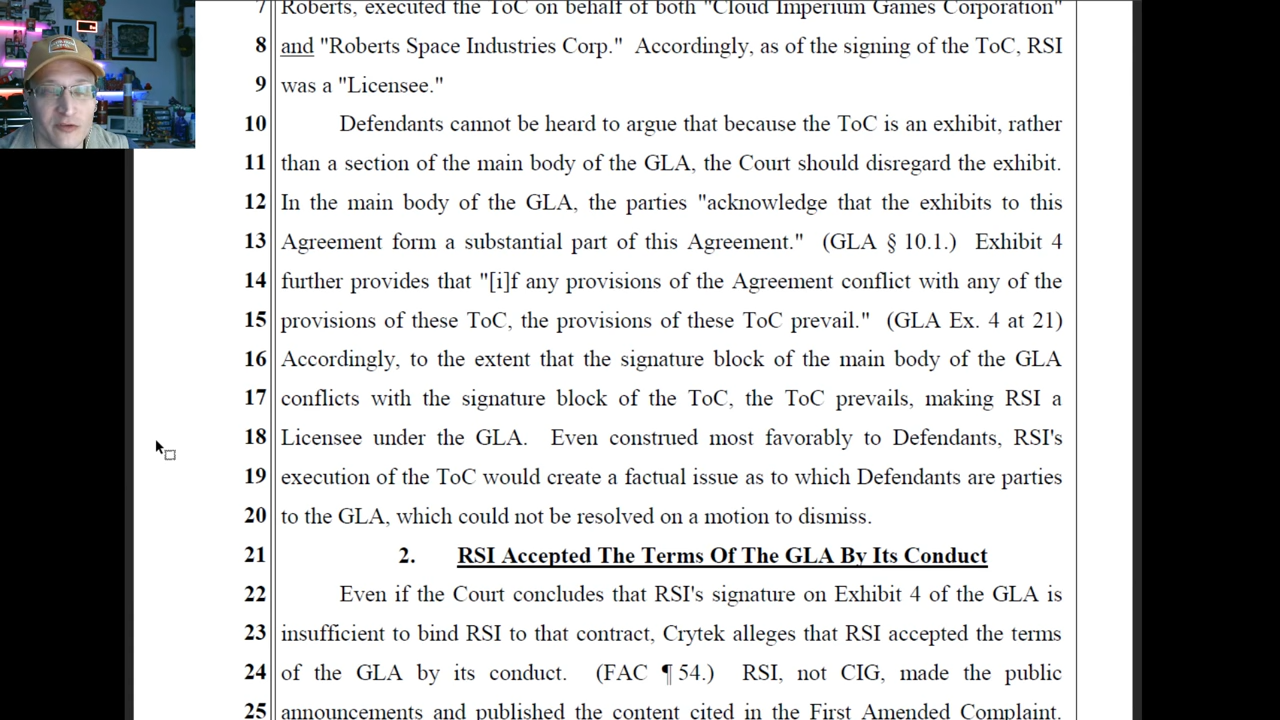 7 Roberts, executed the ToC on behalf of both "Cloud Imperium Games Corporation"
8 and "Roberts Space Industries Corp." Accordingly, as of the signing of the ToC, RSI
9 was a "Licensee."
10 Defendants cannot be heard to argue that because the ToC is an exhibit, rather
11 than a section of the main body of the GLA, the Court should disregard the exhibit.
12 In the main body of the GLA, the parties "acknowledge that the exhibits to this
13 Agreement form a substantial part of this Agreement." (GLA § 10.1.) Exhibit 4
14 further provides that "[i]f any provisions of the Agreement conflict with any of the
15 provisions of these ToC, the provisions of these ToC prevail." (GLA Ex. 4 at 21)
16 Accordingly, to the extent that the signature block of the main body of the GLA
17 conflicts with the signature block of the ToC, the ToC prevails, making RSI a
18 Licensee under the GLA. Even construed most favorably to Defendants, RSI's
19 execution of the ToC would create a factual issue as to which Defendants are parties
20 to the GLA, which could not be resolved on a motion to dismiss.
21 2. RSI Accepted The Terms Of The GLA By Its Conduct
22 Even if the Court concludes that RSI's signature on Exhibit 4 of the GLA is
23 insufficient to bind RSI to that contract, Crytek alleges that RSI accepted the terms
24 of the GLA by its conduct. (FAC ¶ 54.) RSI, not CIG, made the public
25 announcements and published the content cited in the First Amended Complaint.